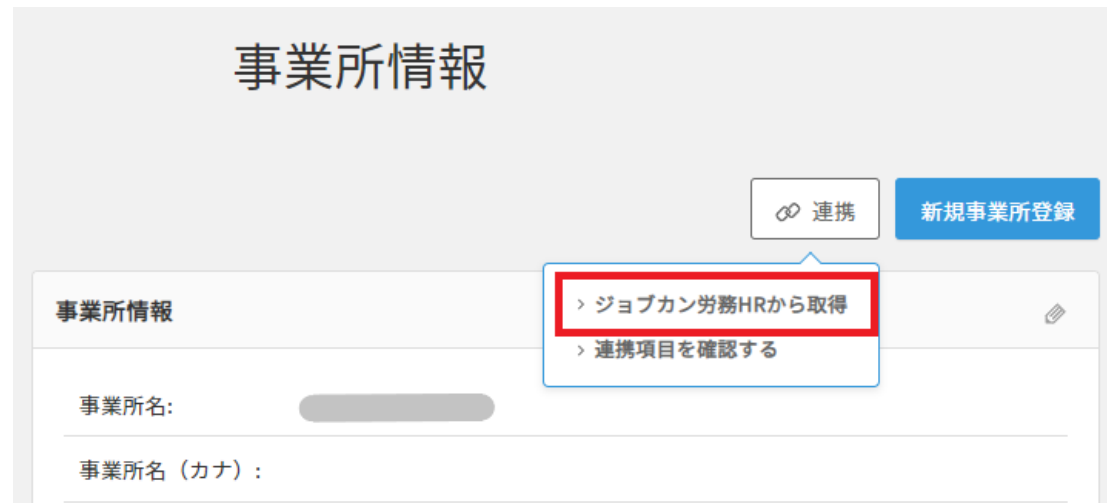 事業所情報
連携
新規事業所登録
事業所情報
> ジョブカン労務HRから取得
> 連携項目を確認する
事業所名:
事業所名（カナ）: